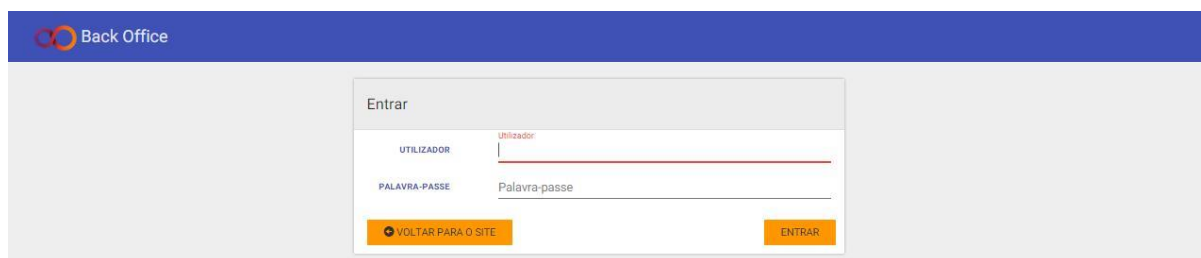 Back Office
Entrar
Utilizador
UTILIZADOR
PALAVRA-PASSE Palavra-passe
VOLTAR PARA O SITE ENTRAR